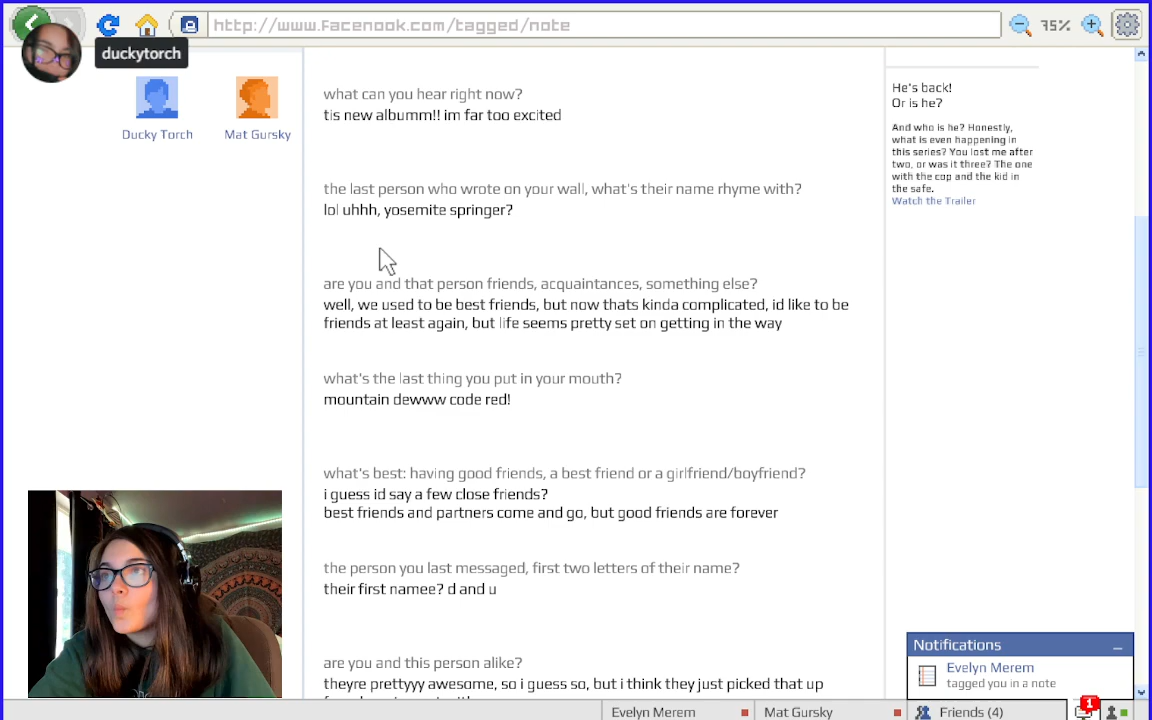 http://www.Facenook.com/tagged/note
75%
duckytorch
Ducky Torch
Mat Gursky
what can you hear right now?
tis new albumm!! im far too excited
the last person who wrote on your wall, what's their name rhyme with?
lol uhhh, yosemite springer?
are you and that person friends, acquaintances, something else?
well, we used to be best friends, but now thats kinda complicated, id like to be
friends at least again, but life seems pretty set on getting in the way
what's the last thing you put in your mouth?
mountain dewww code red!
what's best: having good friends, a best friend or a girlfriend/boyfriend?
i guess id say a few close friends?
best friends and partners come and go, but good friends are forever
the person you last messaged, first two letters of their name?
their first namee? d and u
are you and this person alike?
theyre prettyyy awesome, so i guess so, but i think they just picked that up
He's back!
Or is he?
And who is he? Honestly,
what is even happening in
this series? You lost me after
two, or was it three? The one
with the cop and the kid in
the safe.
Watch the Trailer
Notifications
Evelyn Merem
tagged you in a note
Evelyn Merem
Mat Gursky
Friends (4)
1